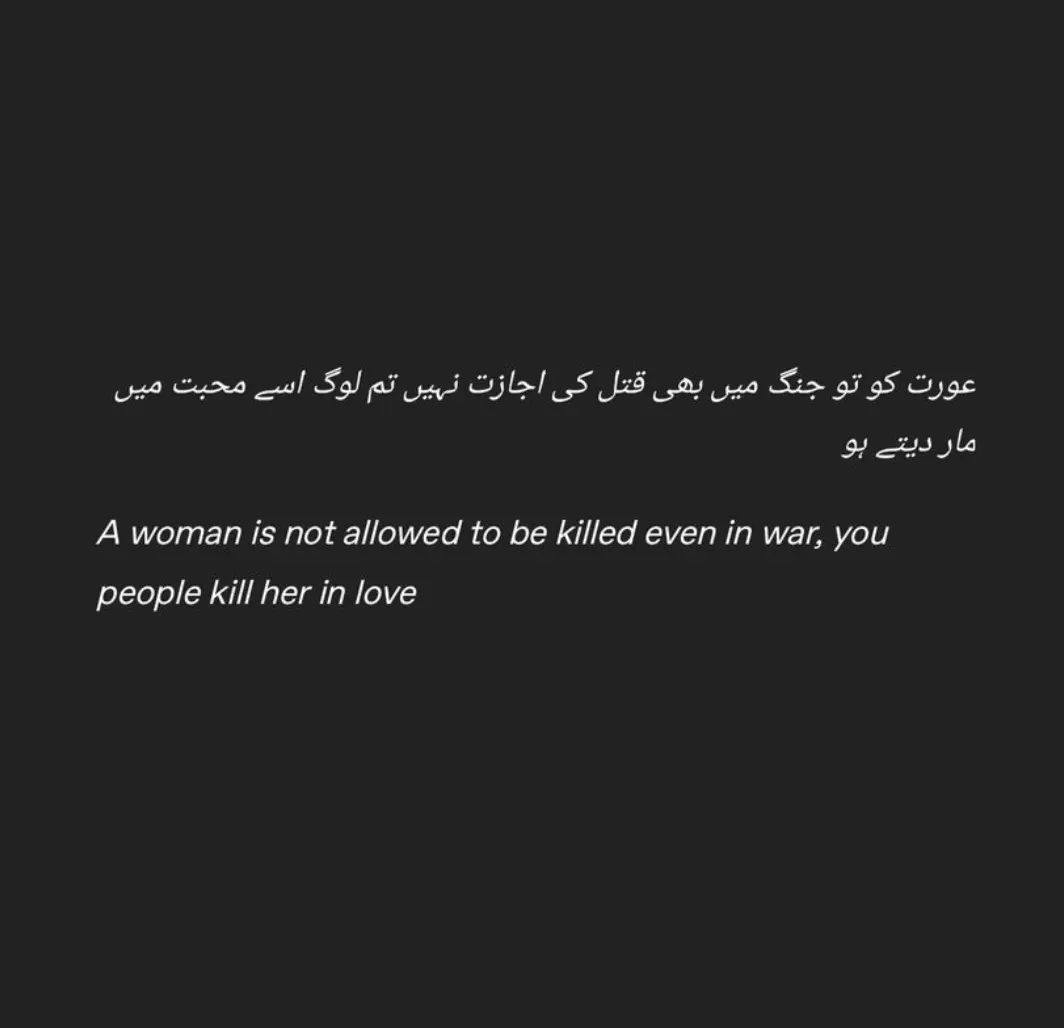 عورت کو تو جنگ میں بھی قتل کی اجازت نہیں تم لوگ اسے محبت میں
مار دیتے ہو
A woman is not allowed to be killed even in war, you
people kill her in love